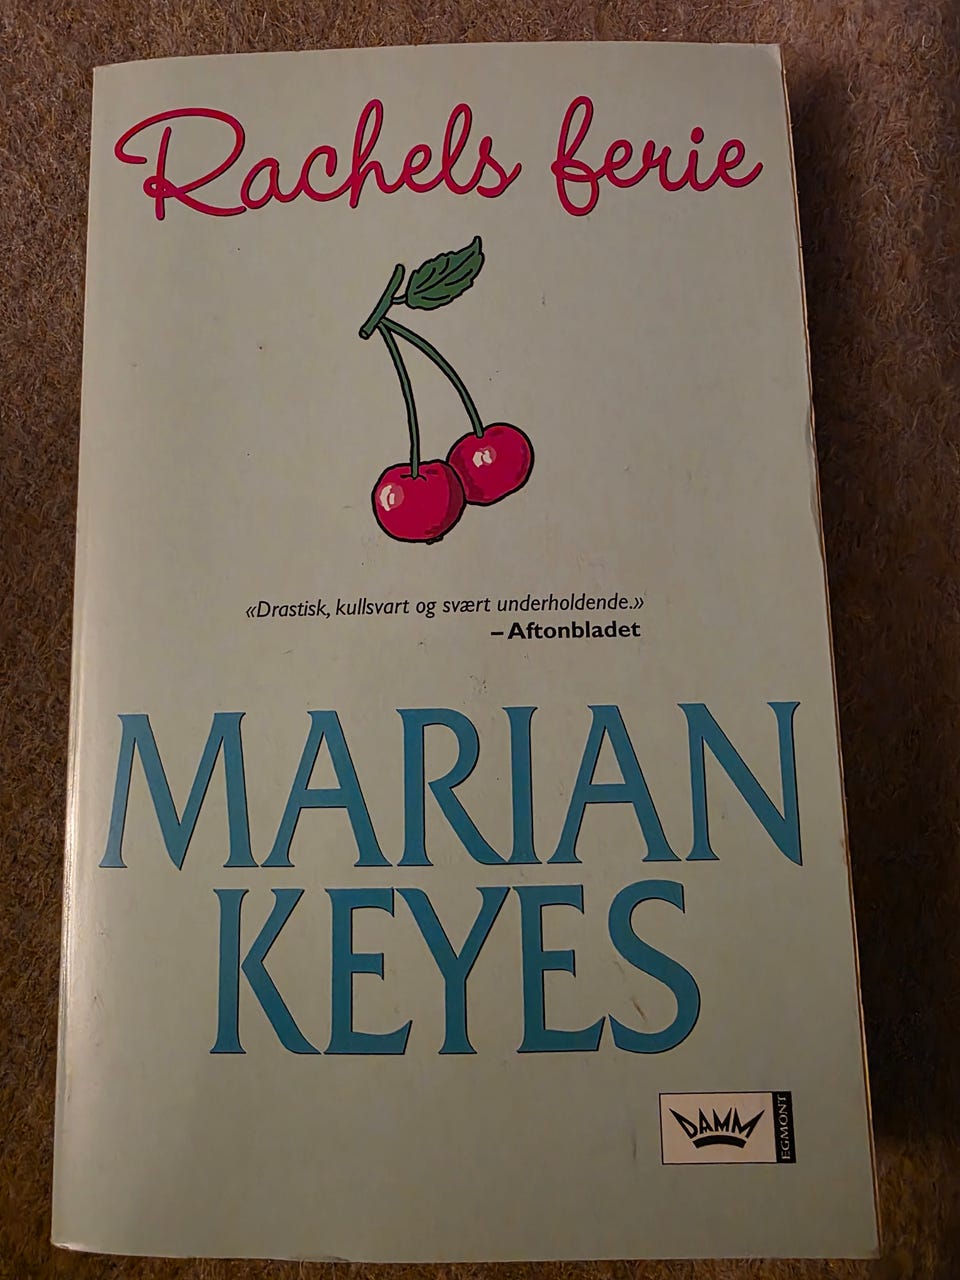 Rachels ferie
«Drastisk, kullsvart og svært underholdende.»
– Aftonbladet
MARIAN
KEYES
DAMM
EGMONT